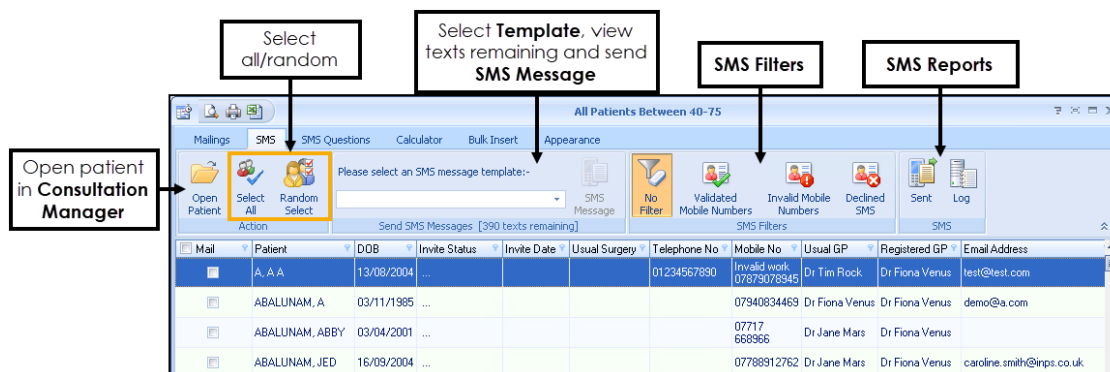 Select
all/random
Select Template, view
texts remaining and send
SMS Message
SMS Filters
SMS Reports
Open patient
in Consultation
Manager
All Patients Between 40-75
Mailings SMS SMS Questions Calculator Bulk Insert Appearance
Please select an SMS message template:-
Open
Patient
Select
All
Random
Select
SMS
Message
No
Filter
Validated
Mobile Numbers
Invalid Mobile
Numbers
Declined
SMS
Sent
Log
Action Send SMS Messages [390 texts remaining] SMS Filters SMS
Mail Patient DOB Invite Status Invite Date Usual Surgery Telephone No Mobile No Usual GP Registered GP Email Address
A, A A 13/08/2004 ... 01234567890 Invalid work 07879078945 Dr Tim Rock Dr Fiona Venus test@test.com
ABALUNAM, A 03/11/1985 ... 07940834469 Dr Fiona Venus Dr Fiona Venus demo@a.com
ABALUNAM, ABBY 03/04/2001 ... 07717 668966 Dr Jane Mars Dr Fiona Venus
ABALUNAM, JED 16/09/2004 ... 07788912762 Dr Jane Mars Dr Fiona Venus caroline.smith@inps.co.uk